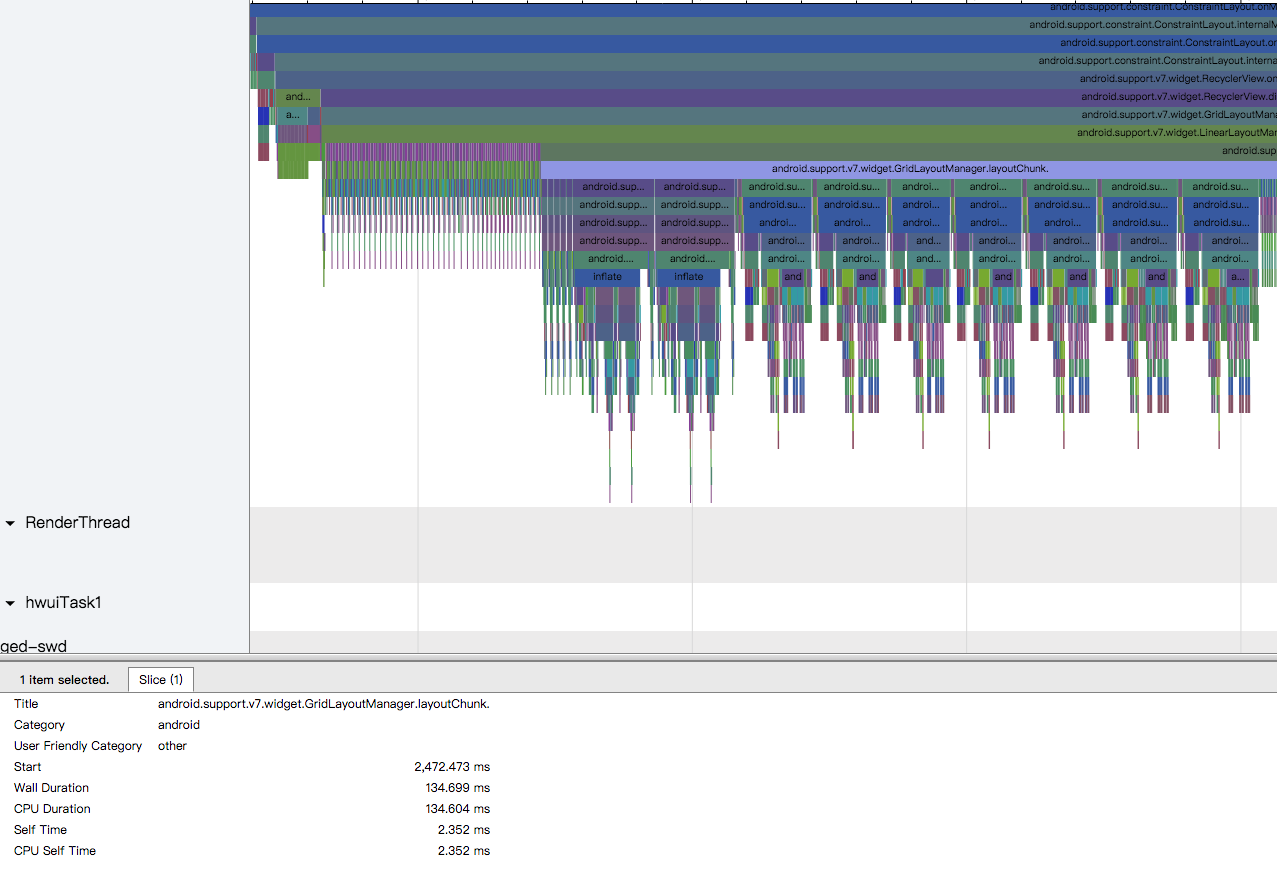 android.support.constraint.ConstraintLayout.onM
android.support.constraint.ConstraintLayout.internalM
android.support.constraint.ConstraintLayout.on
android.support.constraint.ConstraintLayout.interna
android.support.v7.widget.RecyclerView.on
and... android.support.v7.widget.RecyclerView.di
a... android.support.v7.widget.GridLayoutMana
android.support.v7.widget.LinearLayoutMan
android.sup
android.support.v7.widget.GridLayoutManager.layoutChunk.
android.sup... android.sup... android.su... android.su... androi... android... android.su... android.su... android.su...
android.supp... android.supp... android.su... android.su... androi... android... android.su... android.su... android.su...
android.supp... android.supp... androi... androi... androi... androi... androi... androi... androi...
android.supp... android.supp... androi... androi... and... androi... androi... androi... androi...
android.... android.... androi... androi... and... androi... androi... androi... androi...
inflate inflate and and and and and a...
RenderThread
hwuiTask1
ged-swd
1 item selected. Slice (1)
Title android.support.v7.widget.GridLayoutManager.layoutChunk.
Category android
User Friendly Category other
Start 2,472.473 ms
Wall Duration 134.699 ms
CPU Duration 134.604 ms
Self Time 2.352 ms
CPU Self Time 2.352 ms